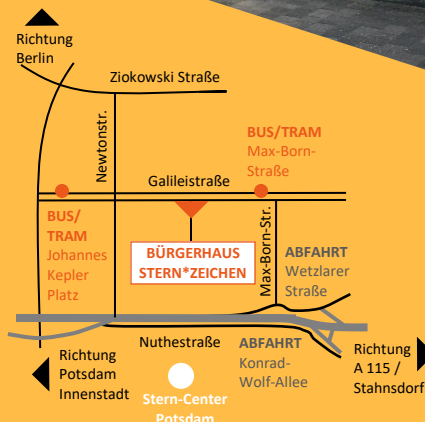 Richtung
Berlin
Ziokowski Straße
Newtonstr.
BUS/TRAM
Max-Born-
Straße
Galileistraße
BUS/
TRAM
Johannes
Kepler
Platz
BÜRGERHAUS
STERN*ZEICHEN
Max-Born-Str.
ABFAHRT
Wetzlarer
Straße
Nuthestraße
Richtung
Potsdam
Innenstadt
ABFAHRT
Konrad-
Wolf-Allee
Richtung
A 115 /
Stahnsdorf
Stern-Center
Potsdam